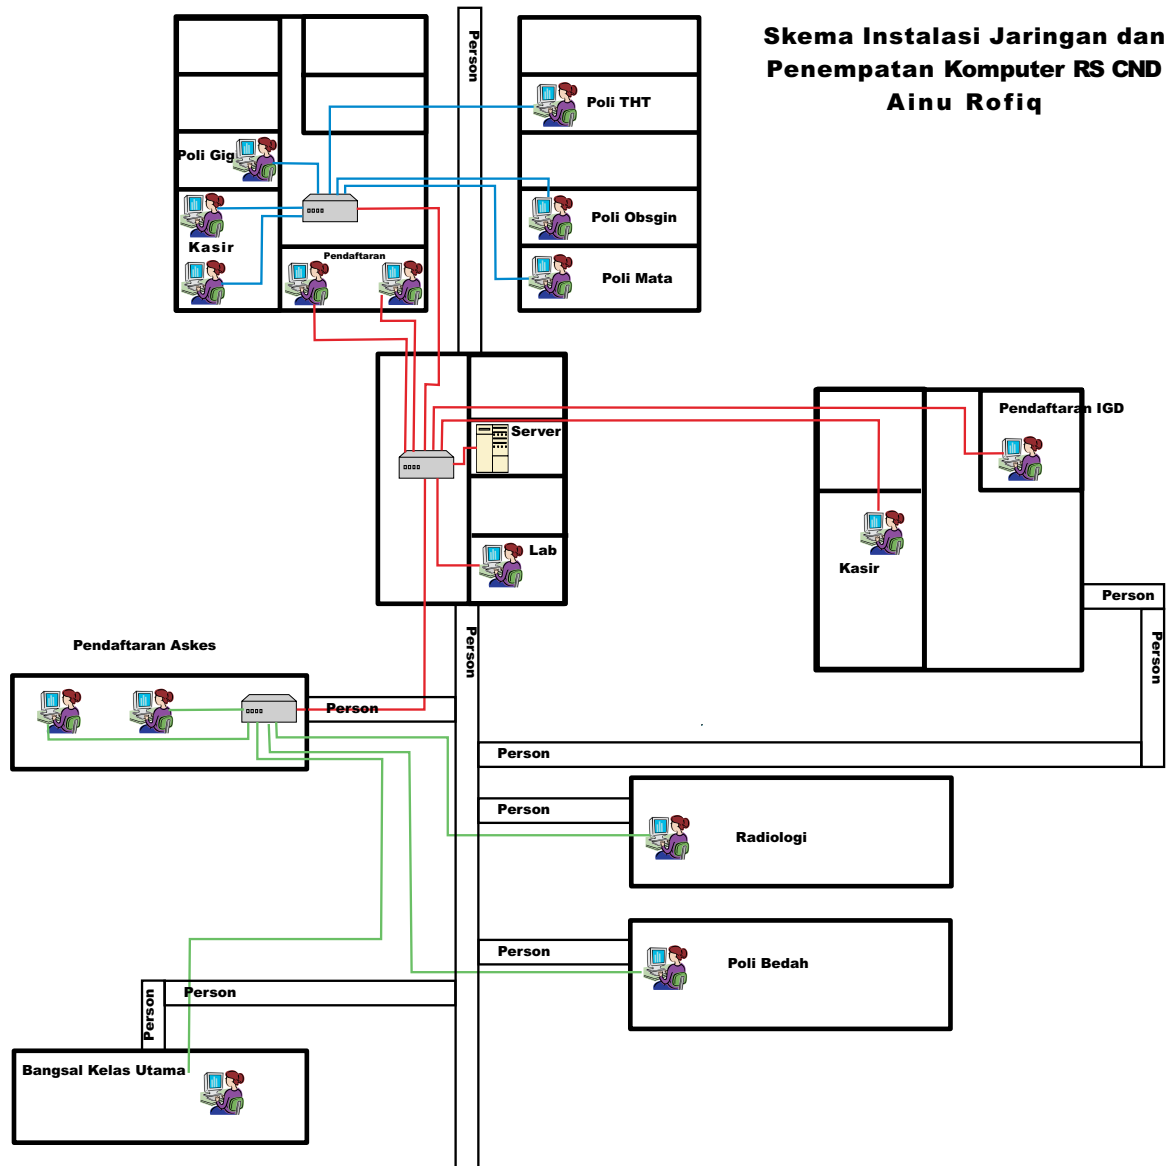 Skema Instalasi Jaringan dan
Penempatan Komputer RS CND
Ainu Rofiq
Person
Poli THT
Poli Gig
Kasir
Pendaftaran
Poli Obsgin
Poli Mata
Server
Lab
Pendaftaran IGD
Kasir
Person
Person
Person
Pendaftaran Askes
Person
Person
Person
Radiologi
Person
Poli Bedah
Person
Person
Bangsal Kelas Utama